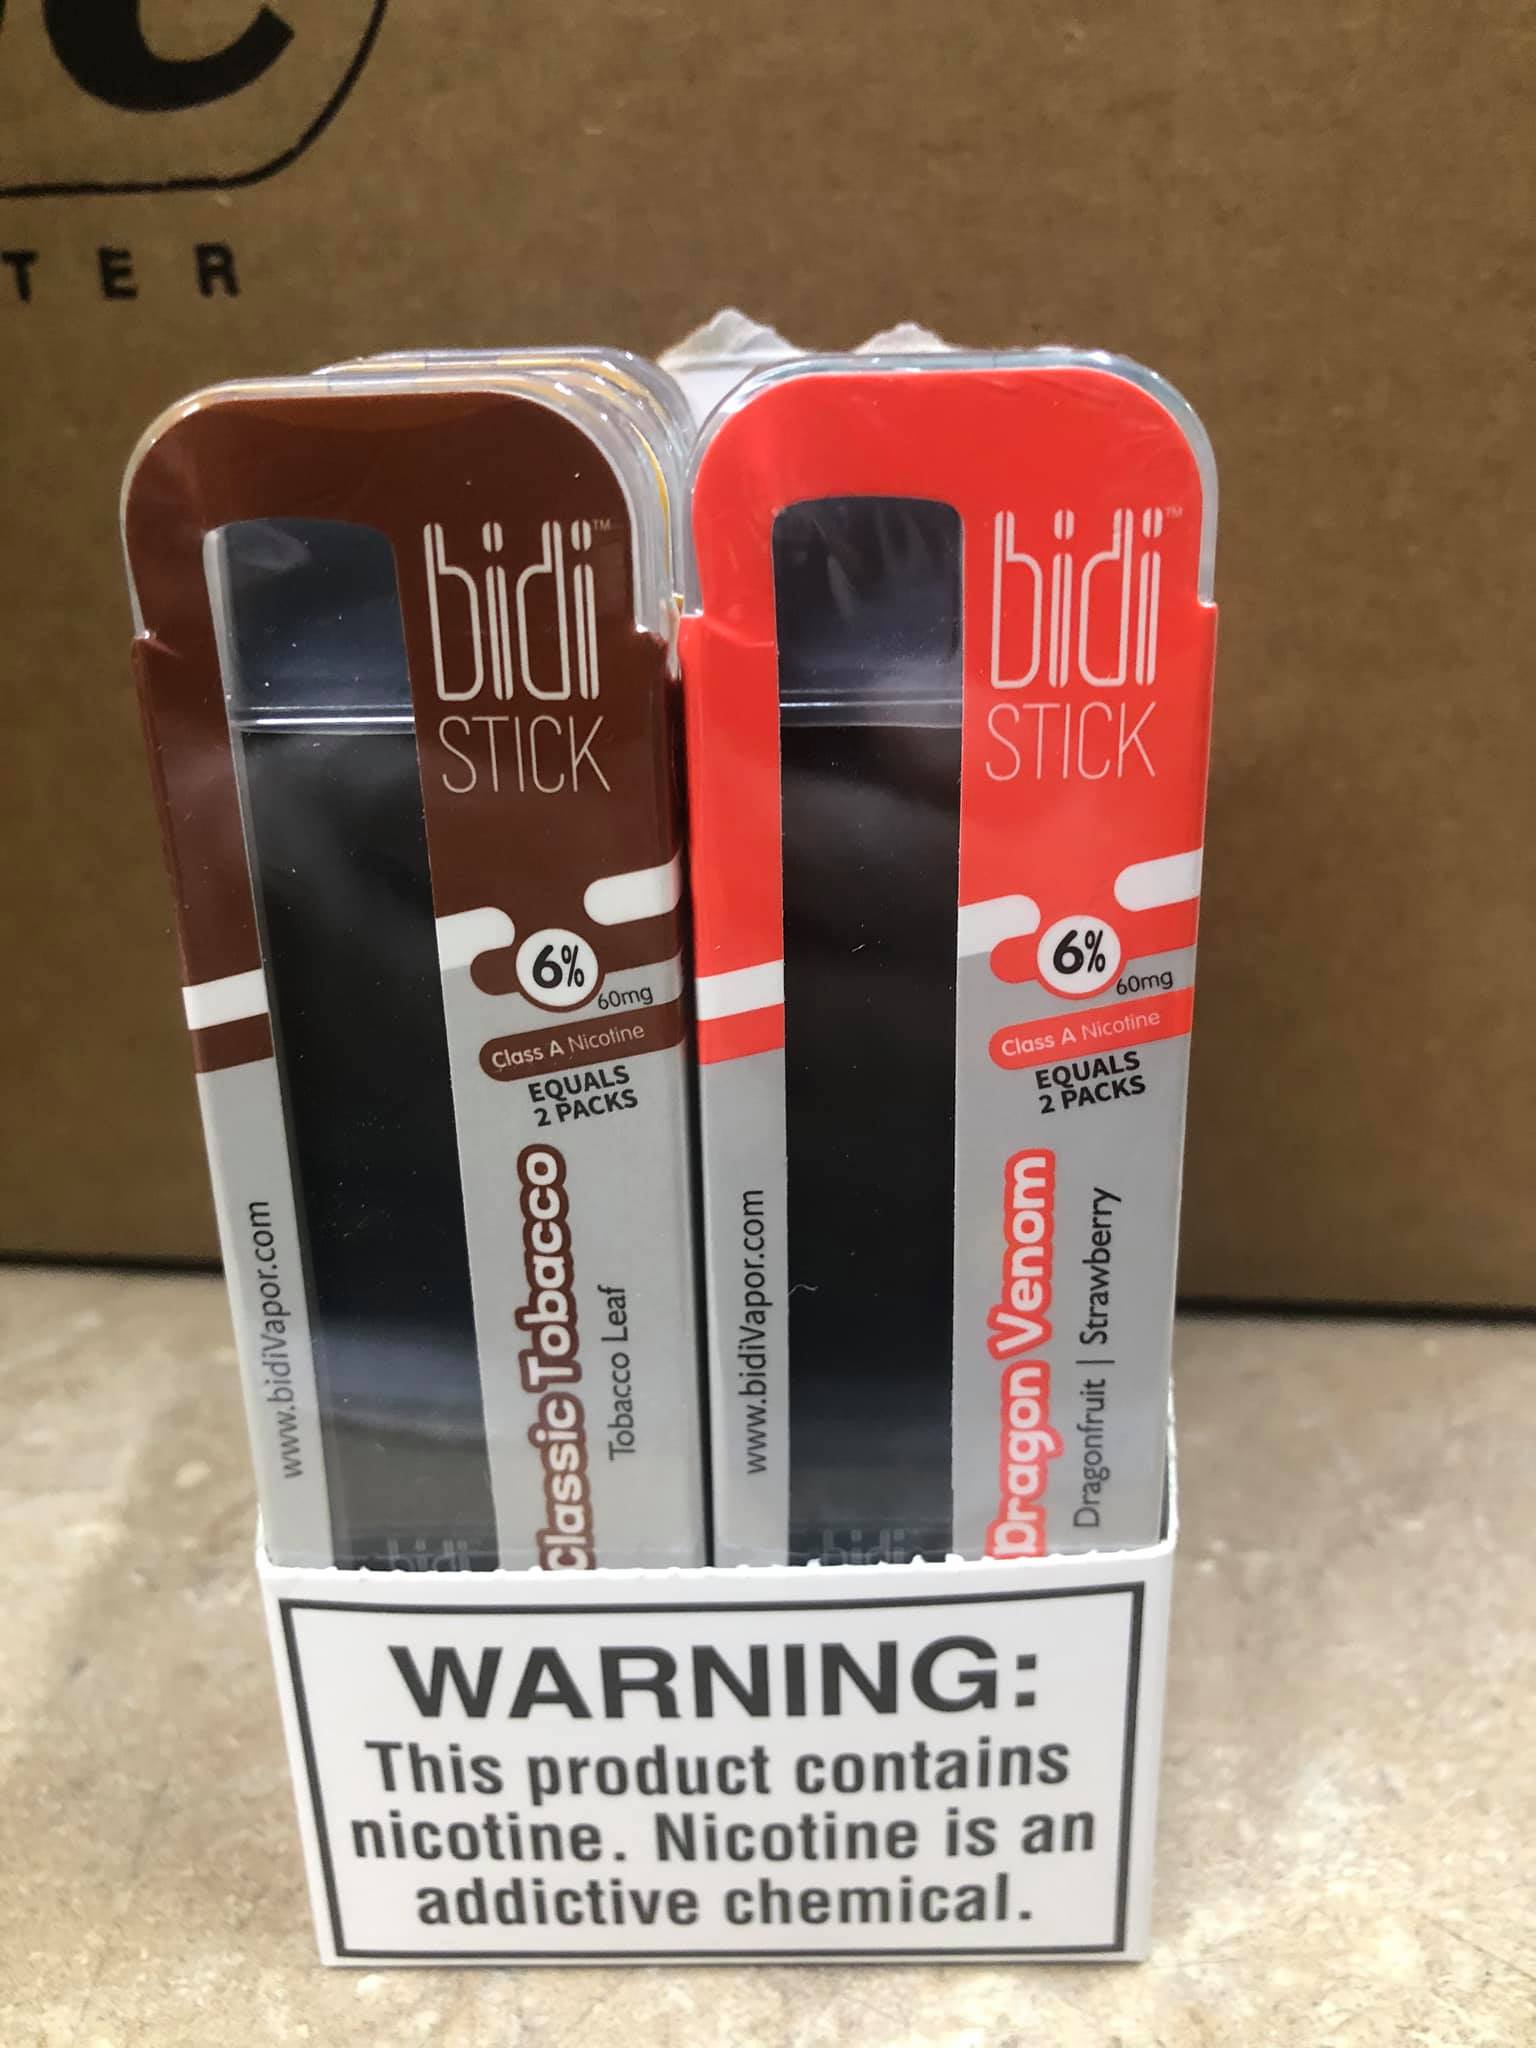 TER
bidi™
STICK
6%
60mg
Class A Nicotine
EQUALS
2 PACKS
www.bidiVapor.com
Classic Tobacco
Tobacco Leaf
bidi
bidi™
STICK
6%
60mg
Class A Nicotine
EQUALS
2 PACKS
www.bidiVapor.com
Dragon Venom
Dragonfruit | Strawberry
bidi
WARNING:
This product contains
nicotine. Nicotine is an
addictive chemical.